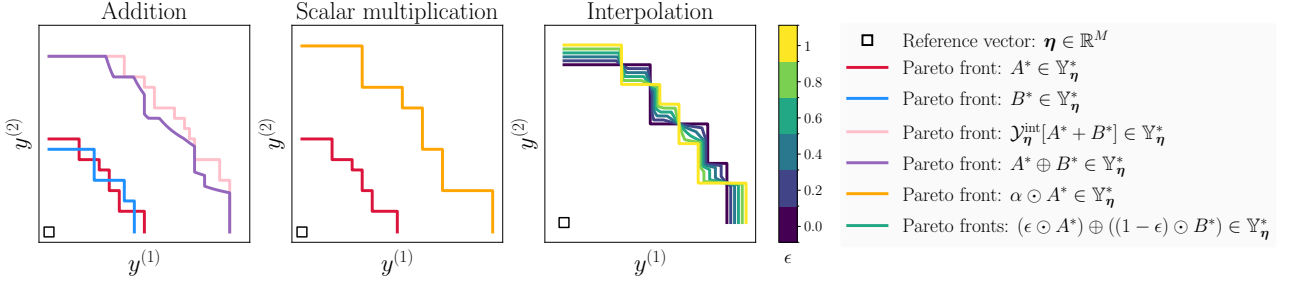 Addition
Scalar multiplication
Interpolation
y^{(2)}
y^{(1)}
y^{(2)}
y^{(1)}
y^{(2)}
y^{(1)}
1
0.8
0.6
0.4
0.2
0.0
ϵ
Reference vector: η ∈ ℝ^M
Pareto front: A* ∈ 𝕐*_η
Pareto front: B* ∈ 𝕐*_η
Pareto front: 𝒴^{int}_η[A* + B*] ∈ 𝕐*_η
Pareto front: A* ⊕ B* ∈ 𝕐*_η
Pareto front: α ⊙ A* ∈ 𝕐*_η
Pareto fronts: (ϵ ⊙ A*) ⊕ ((1 − ϵ) ⊙ B*) ∈ 𝕐*_η